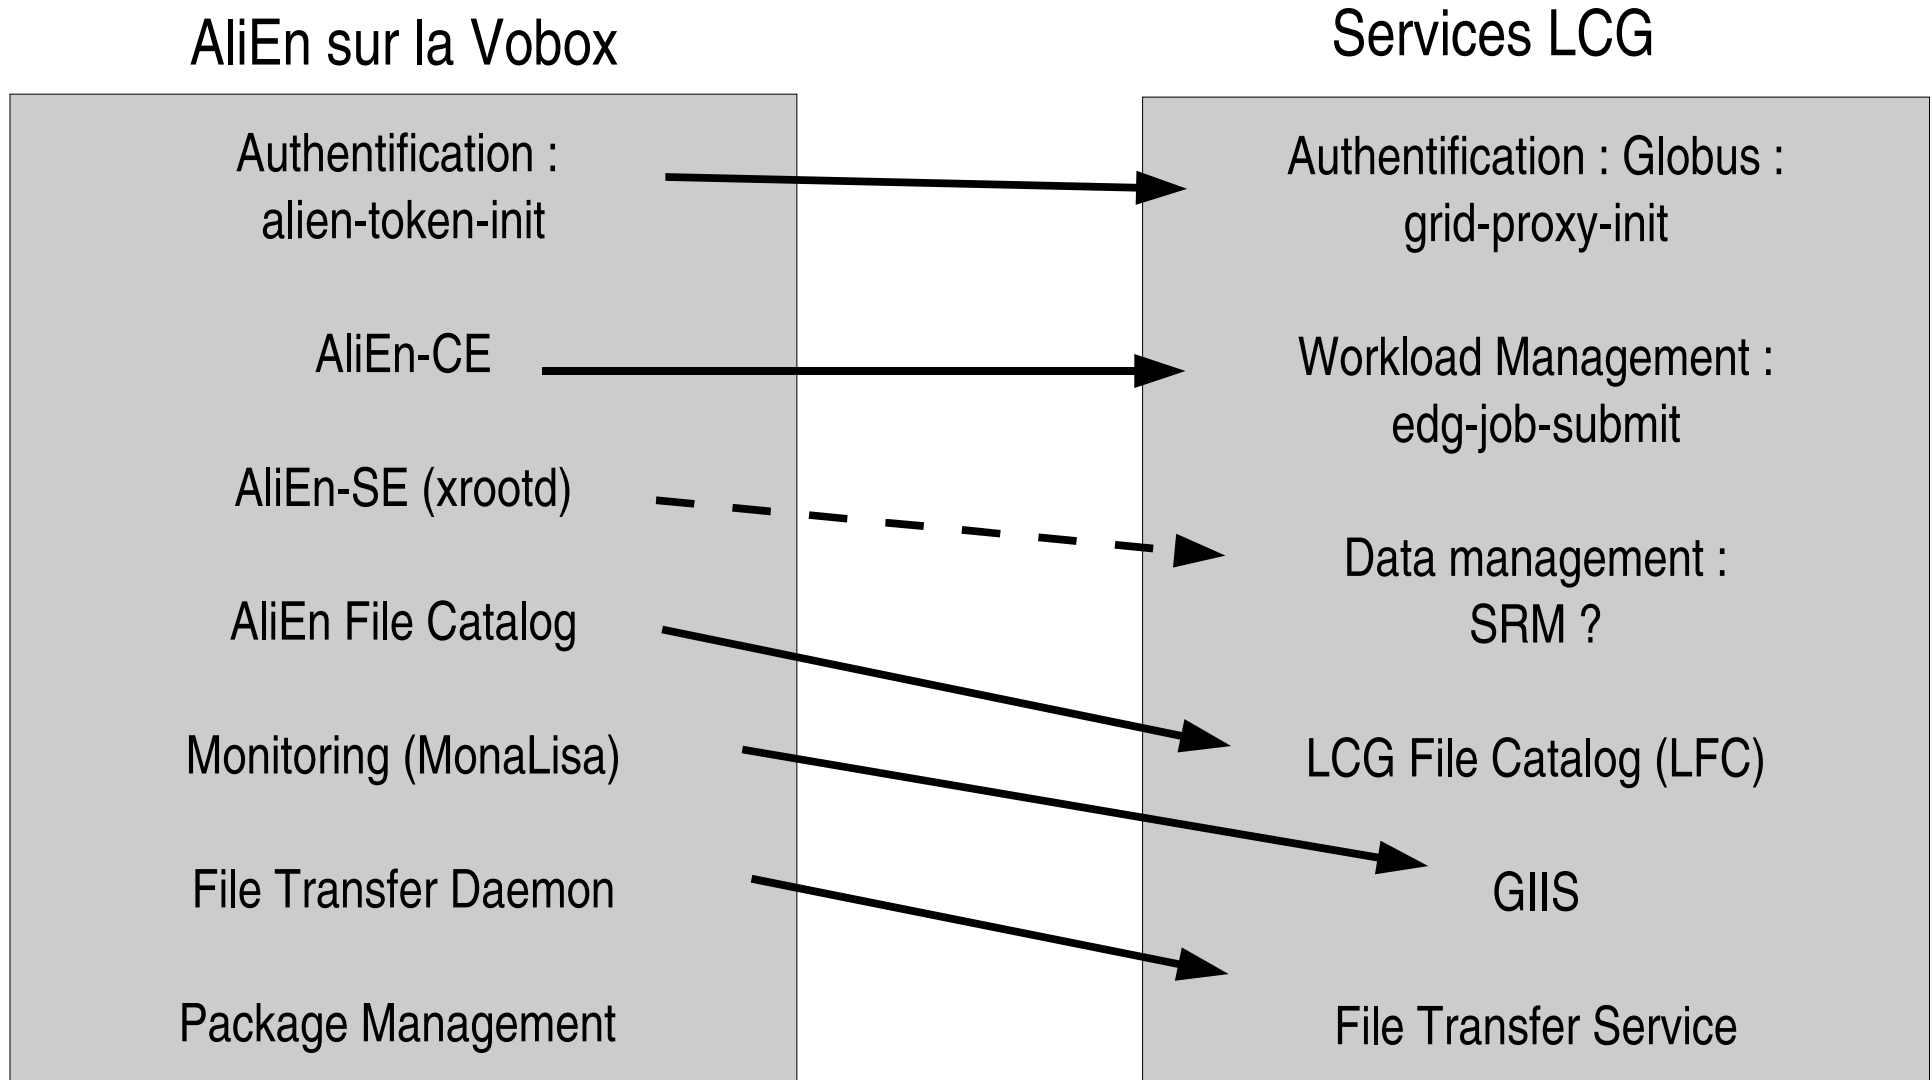 AliEn sur la Vobox
Authentification :
alien-token-init
AliEn-CE
AliEn-SE (xrootd)
AliEn File Catalog
Monitoring (MonaLisa)
File Transfer Daemon
Package Management
Services LCG
Authentification : Globus :
grid-proxy-init
Workload Management :
edg-job-submit
Data management :
SRM ?
LCG File Catalog (LFC)
GIIS
File Transfer Service